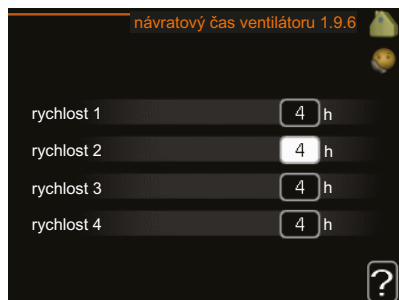 návratový čas ventilátoru 1.9.6
rychlost 1 4 h
rychlost 2 4 h
rychlost 3 4 h
rychlost 4 4 h
?